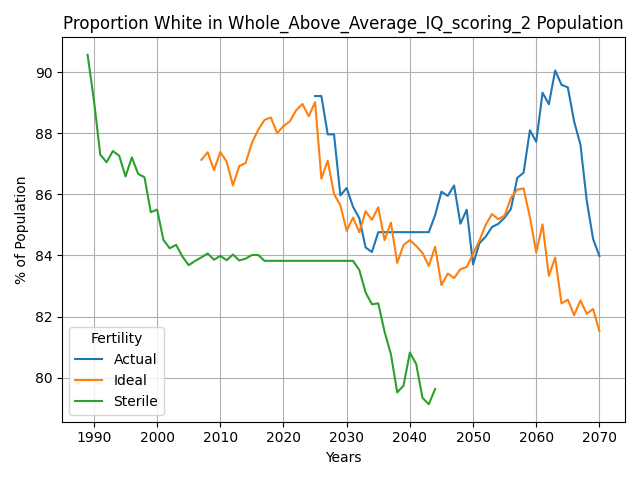 Proportion White in Whole_Above_Average_IQ_scoring_2 Population
% of Population
90
88
86
84
82
80
Fertility
Actual
Ideal
Sterile
1990 2000 2010 2020 2030 2040 2050 2060 2070
Years